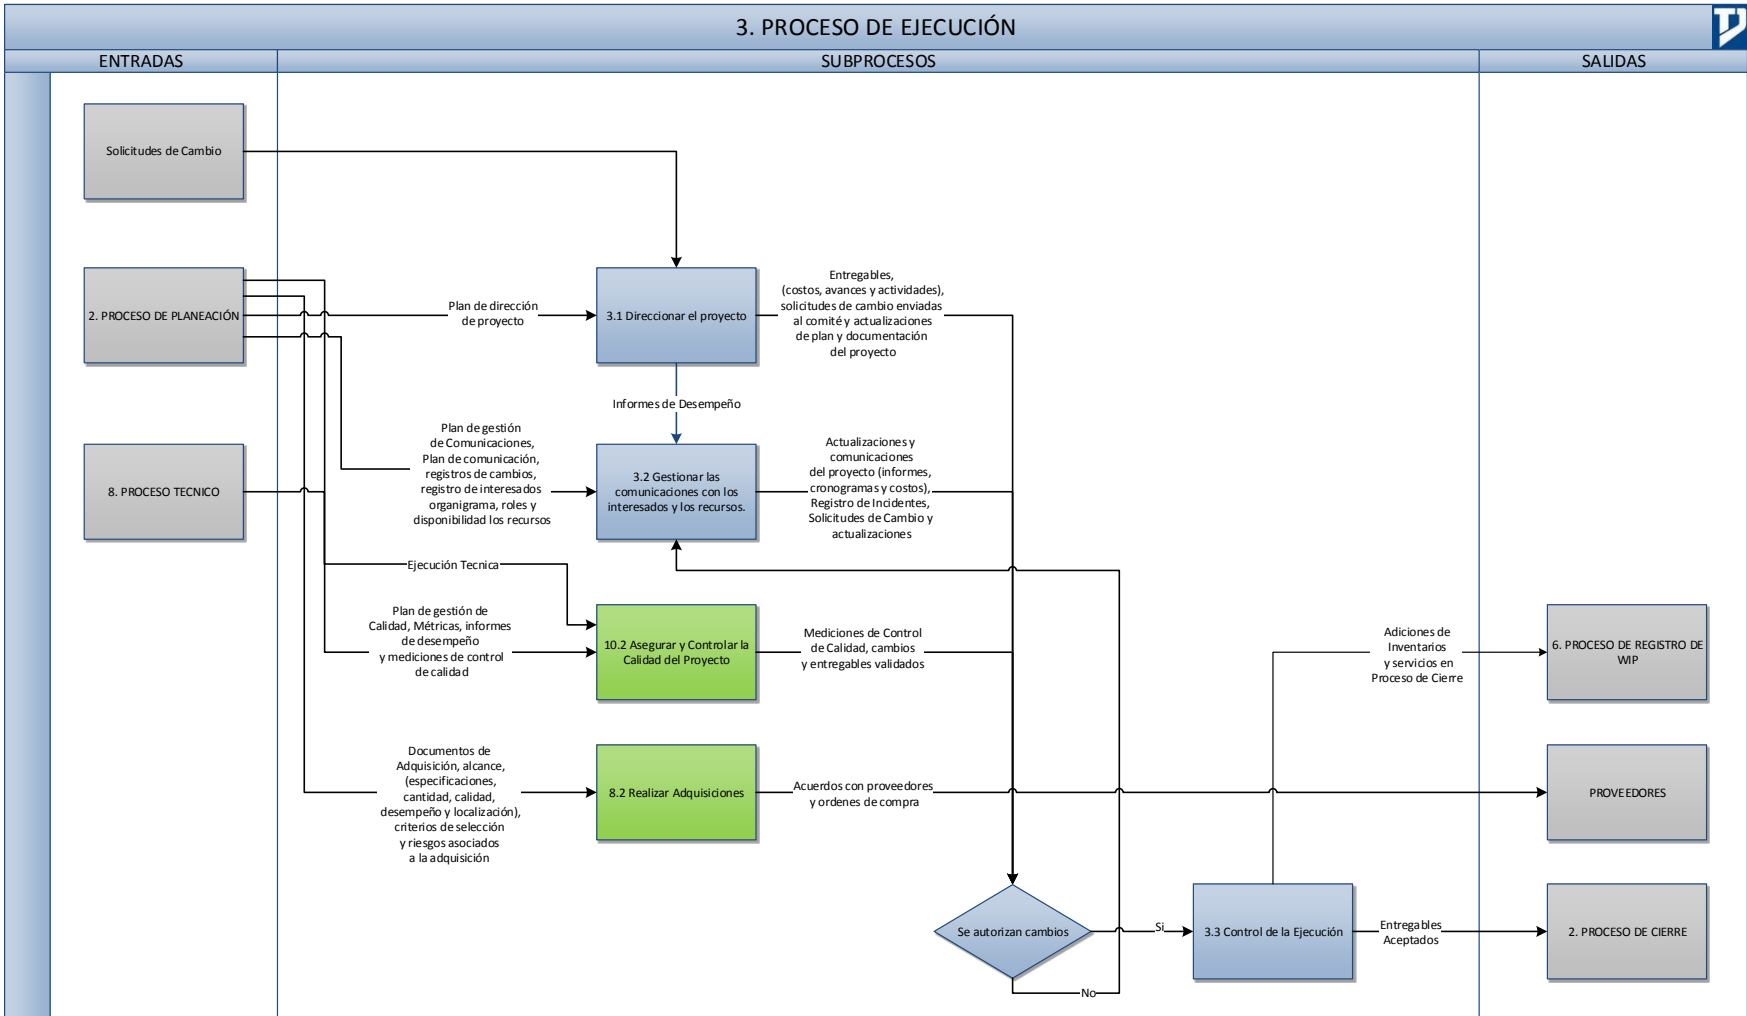 3. PROCESO DE EJECUCIÓN
ENTRADAS
SUBPROCESOS
SALIDAS
Solicitudes de Cambio
2. PROCESO DE PLANEACIÓN
Plan de dirección
de proyecto
3.1 Direccionar el proyecto
Entregables,
(costos, avances y actividades),
solicitudes de cambio enviadas
al comité y actualizaciones
de plan y documentación
del proyecto
Informes de Desempeño
8. PROCESO TECNICO
Plan de gestión
de Comunicaciones,
Plan de comunicación,
registros de cambios,
registro de interesados
organigrama, roles y
disponibilidad los recursos
3.2 Gestionar las
comunicaciones con los
interesados y los recursos.
Actualizaciones y
comunicaciones
del proyecto (informes,
cronogramas y costos),
Registro de Incidentes,
Solicitudes de Cambio y
actualizaciones
Ejecución Tecnica
Plan de gestión de
Calidad, Métricas, informes
de desempeño
y mediciones de control
de calidad
10.2 Asegurar y Controlar la
Calidad del Proyecto
Mediciones de Control
de Calidad, cambios
y entregables validados
Adiciones de
Inventarios
y servicios en
Proceso de Cierre
6. PROCESO DE REGISTRO DE
WIP
Documentos de
Adquisición, alcance,
(especificaciones,
cantidad, calidad,
desempeño y localización),
criterios de selección
y riesgos asociados
a la adquisición
8.2 Realizar Adquisiciones
Acuerdos con proveedores
y ordenes de compra
PROVEEDORES
Se autorizan cambios
Si
3.3 Control de la Ejecución
Entregables
Aceptados
2. PROCESO DE CIERRE
No